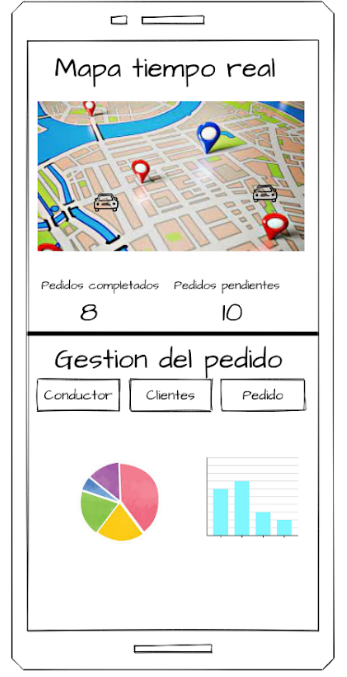 Mapa tiempo real
Pedidos completados Pedidos pendientes
8 10
Gestion del pedido
Conductor Clientes Pedido